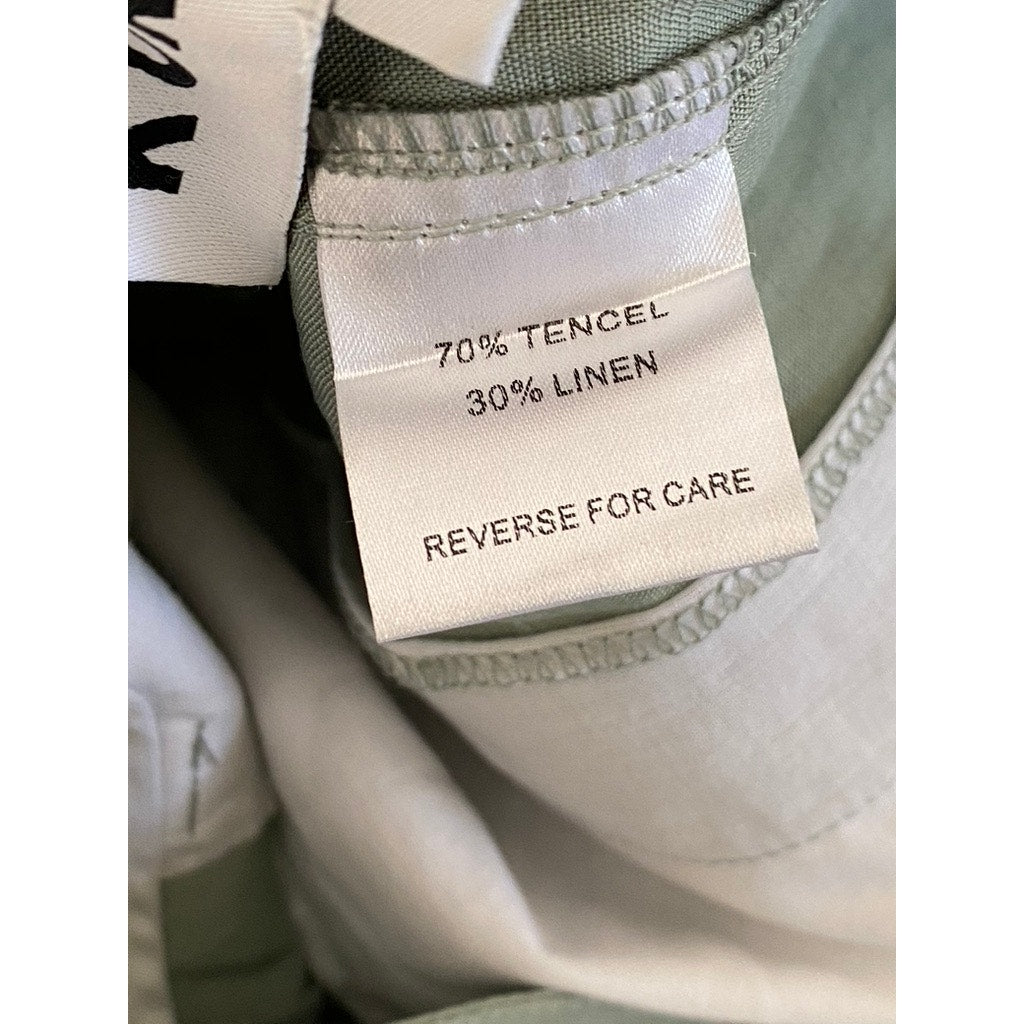 70% TENCEL
30% LINEN
REVERSE FOR CARE